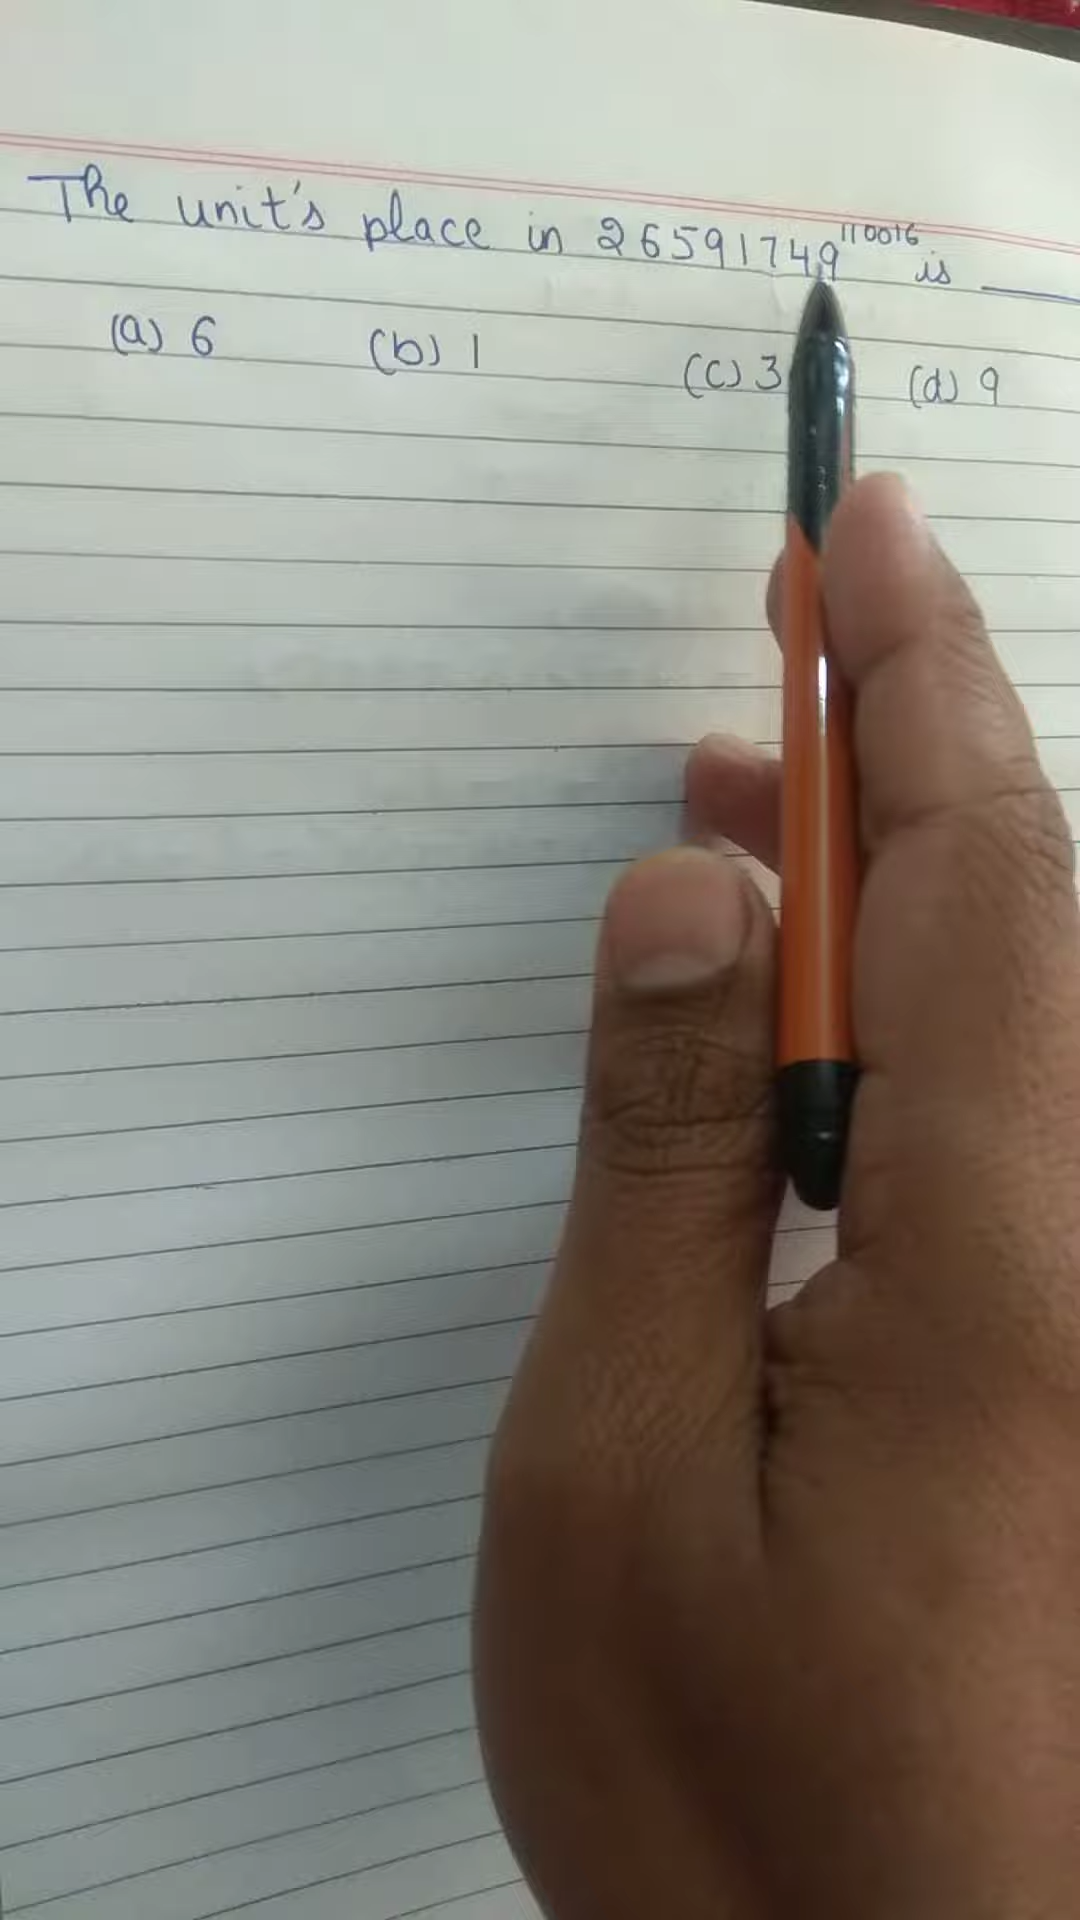 The unit's place in 26591749^110016 is ____
(a) 6 (b) 1 (c) 3 (d) 9